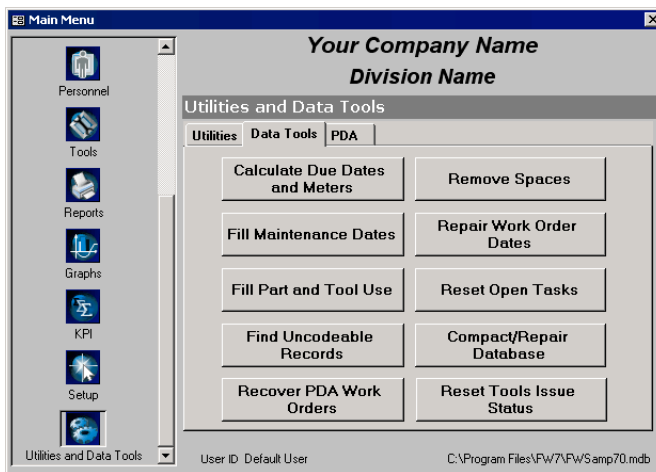 Main Menu
Your Company Name
Division Name
Personnel
Tools
Reports
Graphs
KPI
Setup
Utilities and Data Tools
Utilities and Data Tools
Utilities Data Tools PDA
Calculate Due Dates
and Meters
Remove Spaces
Fill Maintenance Dates
Repair Work Order
Dates
Fill Part and Tool Use
Reset Open Tasks
Find Uncodeable
Records
Compact/Repair
Database
Recover PDA Work
Orders
Reset Tools Issue
Status
User ID Default User
C:\Program Files\FW7\FWSamp70.mdb